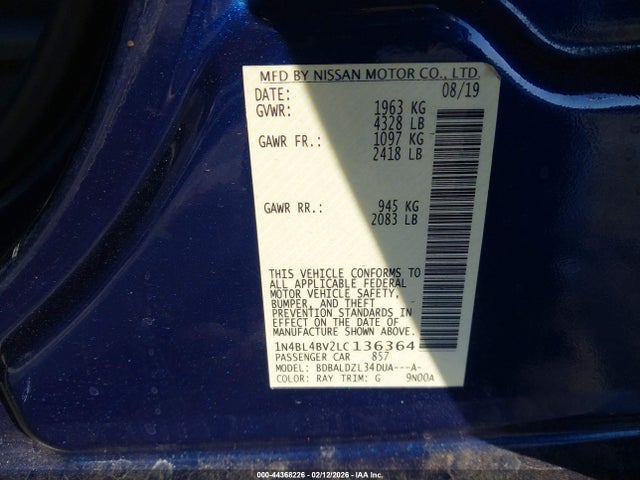 MFD BY NISSAN MOTOR CO., LTD.
DATE: 08/19
GVWR: 1963 KG
4328 LB
GAWR FR.: 1097 KG
2418 LB
GAWR RR.: 945 KG
2083 LB
THIS VEHICLE CONFORMS TO
ALL APPLICABLE FEDERAL
MOTOR VEHICLE SAFETY,
BUMPER, AND THEFT
PREVENTION STANDARDS IN
EFFECT ON THE DATE OF
MANUFACTURE SHOWN ABOVE.
1N4BL4BV2LC136364
PASSENGER CAR 857
MODEL: BDBALDZL34DUA---A-
COLOR: RAY TRIM: G 9N00A
000-44368226 - 02/12/2026 - IAA Inc.